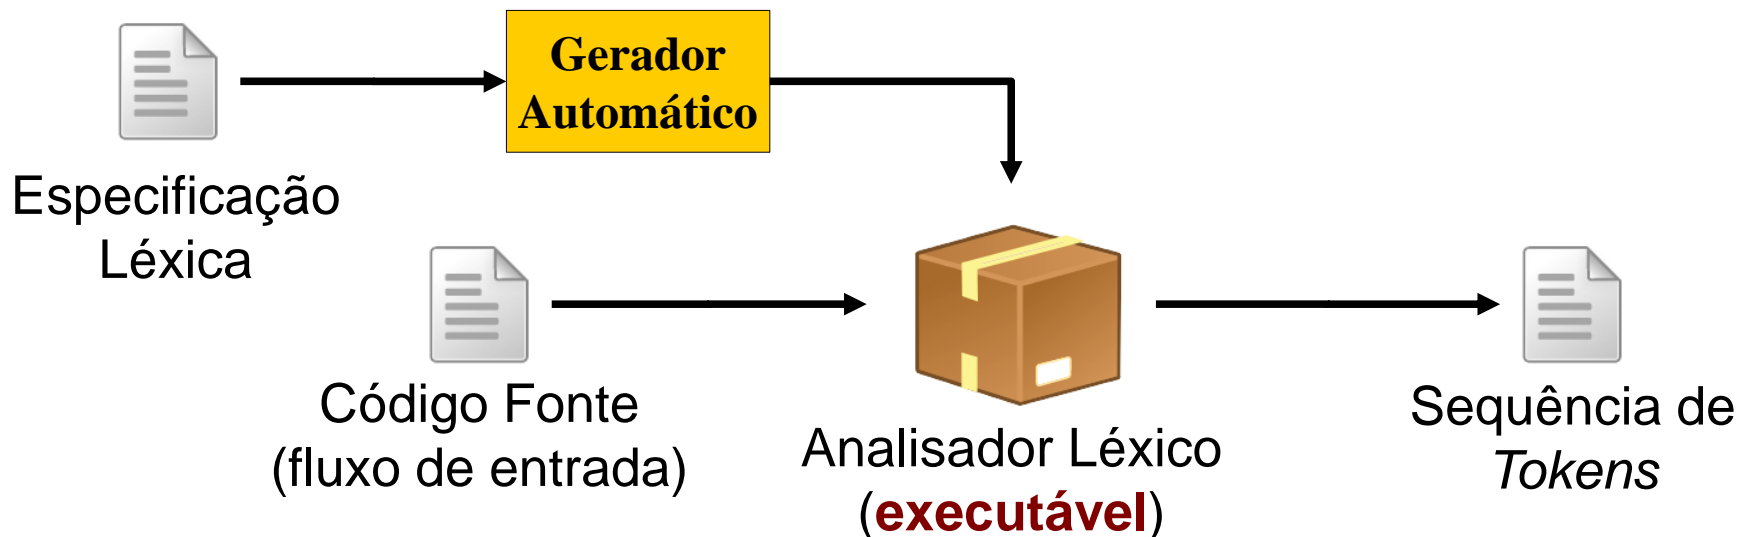 Gerador
Automático
Especificação
Léxica
Código Fonte
(fluxo de entrada)
Analisador Léxico
(executável)
Sequência de
Tokens